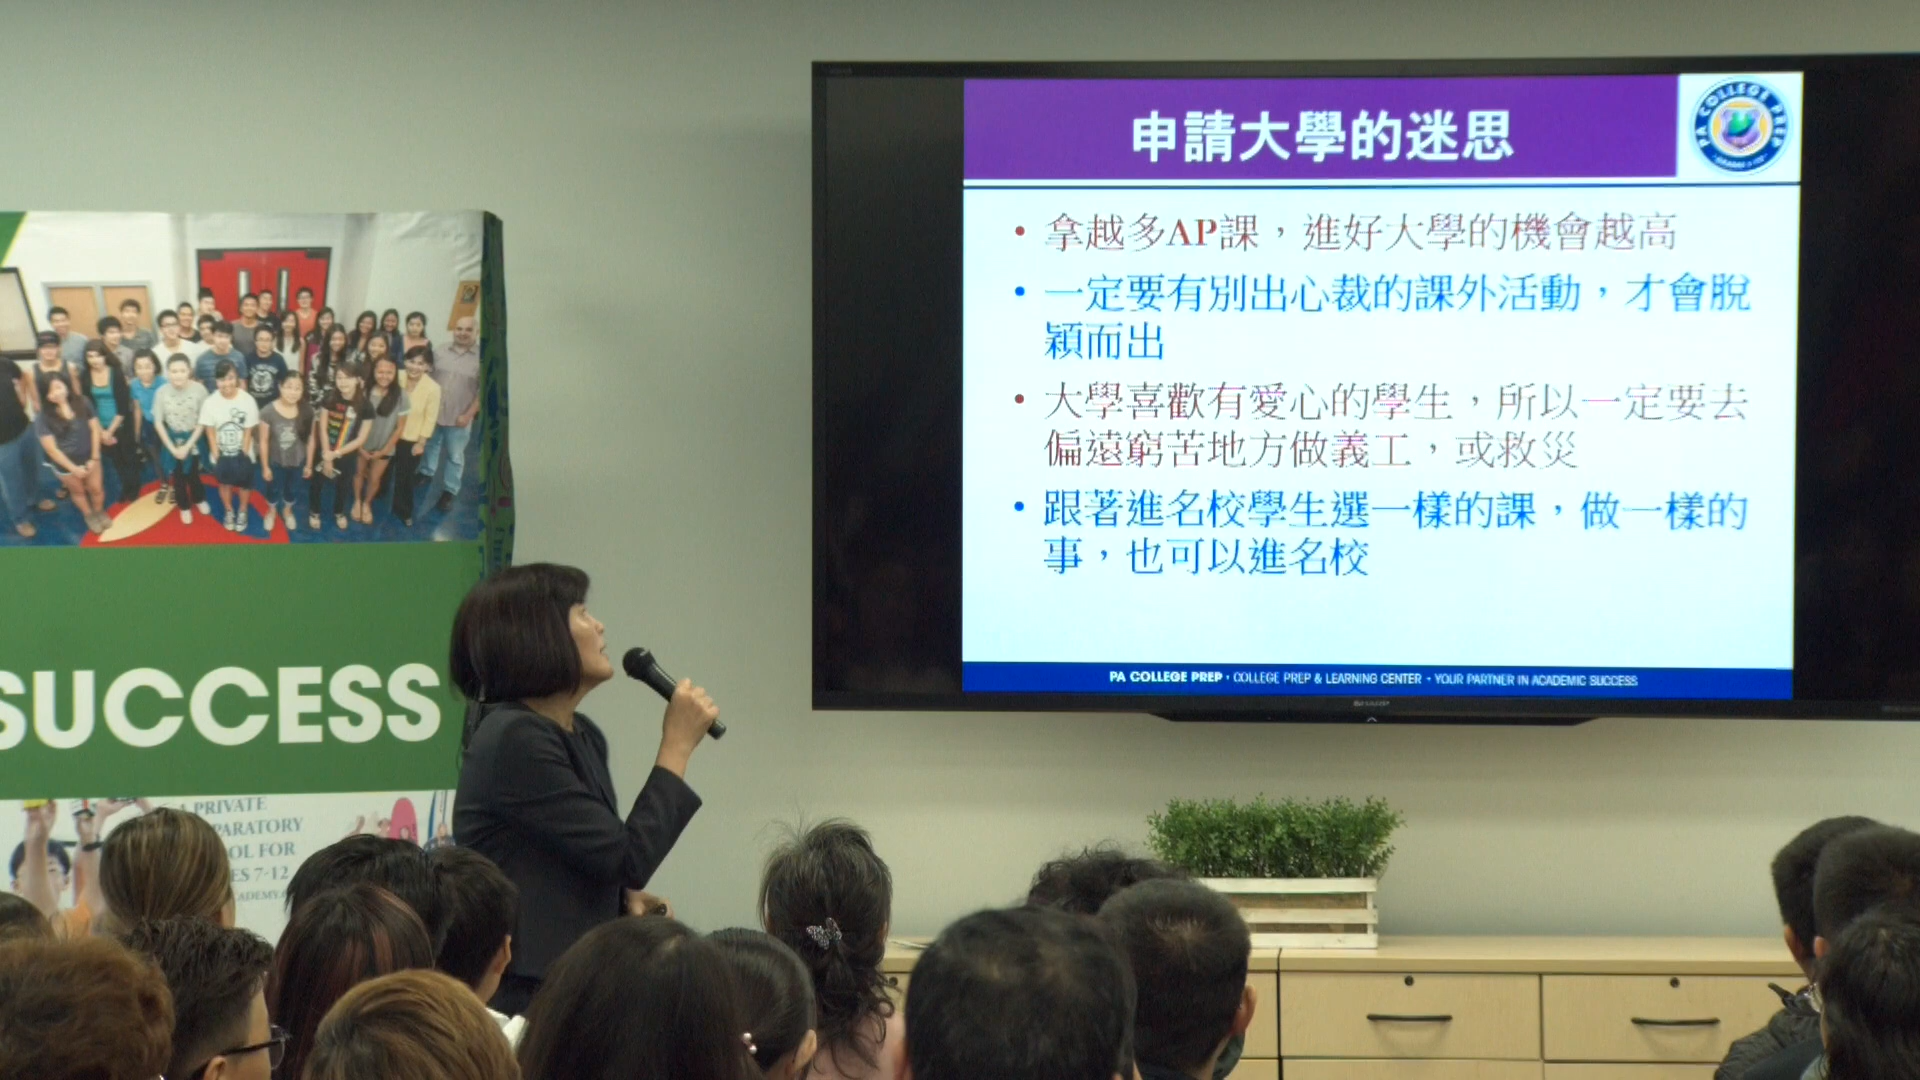 申請大學的迷思
PA COLLEGE PREP
• 拿越多AP課，進好大學的機會越高
• 一定要有別出心裁的課外活動，才會脫
穎而出
• 大學喜歡有愛心的學生，所以一定要去
偏遠窮苦地方做義工，或救災
• 跟著進名校學生選一樣的課，做一樣的
事，也可以進名校
PA COLLEGE PREP • COLLEGE PREP & LEARNING CENTER • YOUR PARTNER IN ACADEMIC SUCCESS
SUCCESS
A PRIVATE
PARATORY
OL FOR
ES 7-12